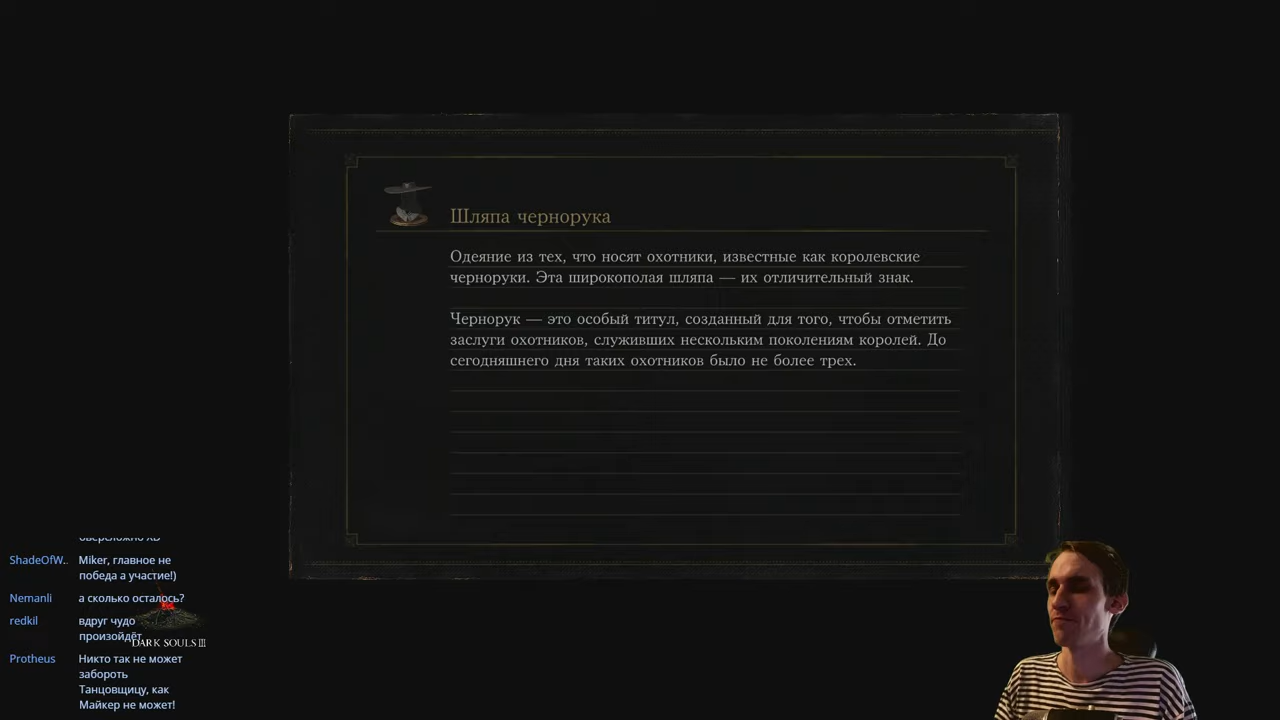 Шляпа чернорука
Одеяние из тех, что носят охотники, известные как королевские
черноруки. Эта широкополая шляпа — их отличительный знак.
Чернорук — это особый титул, созданный для того, чтобы отметить
заслуги охотников, служивших нескольким поколениям королей. До
сегодняшнего дня таких охотников было не более трех.
оверсложно XD
ShadeOfW.. Miker, главное не
победа а участие!)
Nemanli а сколько осталось?
redkil вдруг чудо
произойдёт
DARK SOULS III
Protheus Никто так не может
забороть
Танцовщицу, как
Майкер не может!